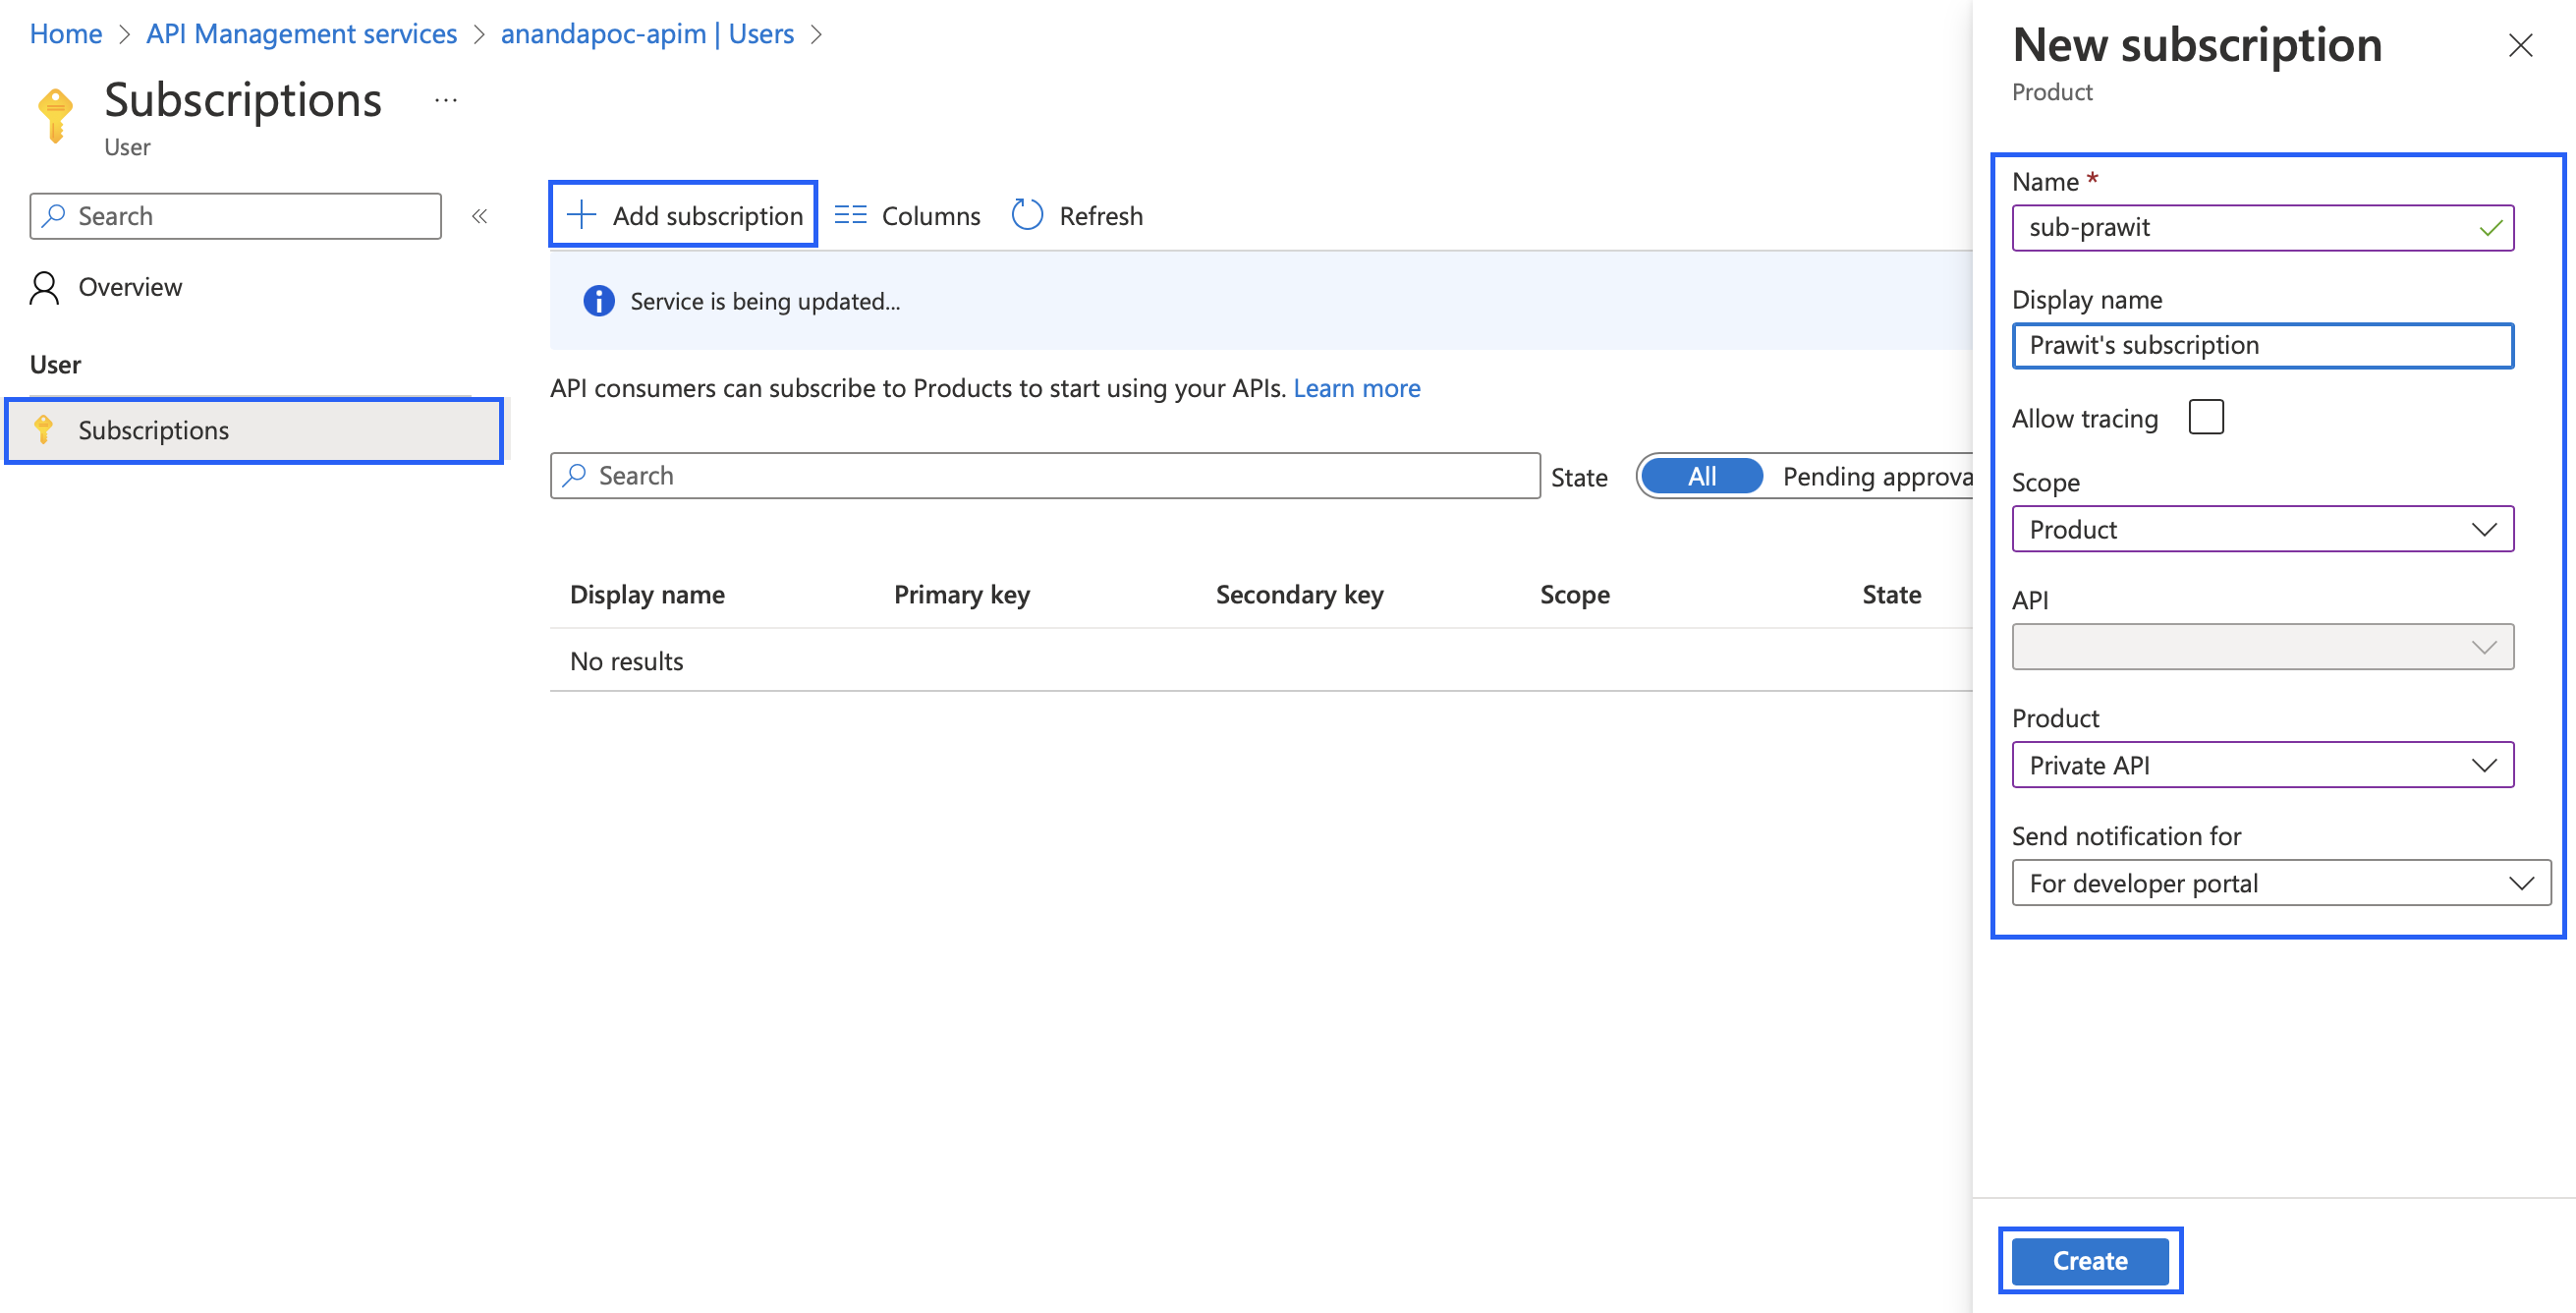 Home > API Management services > anandapoc-apim | Users >
Subscriptions ...
User
Search «
Overview
User
Subscriptions
Add subscription Columns Refresh
Service is being updated...
API consumers can subscribe to Products to start using your APIs. Learn more
Search State All Pending approva
Display name Primary key Secondary key Scope State
No results
New subscription
Product
Name *
sub-prawit
Display name
Prawit's subscription
Allow tracing
Scope
Product
API
Product
Private API
Send notification for
For developer portal
Create